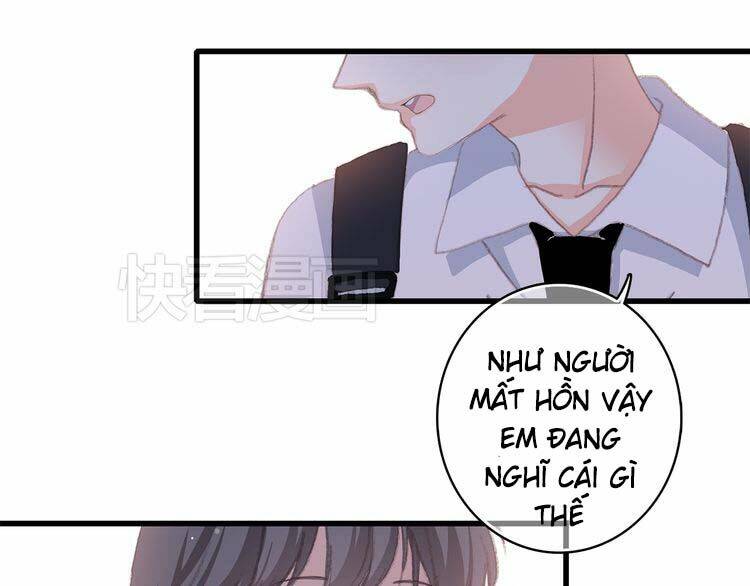 快看漫画
NHƯ NGƯỜI
MẤT HỒN VẬY
EM ĐANG
NGHĨ CÁI GÌ
THẾ